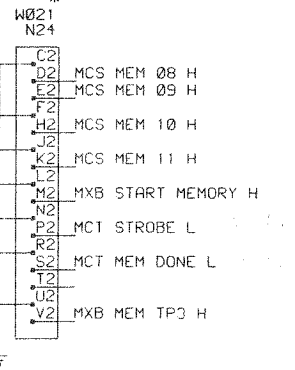 *
W021
N24
C2
D2 MCS MEM 08 H
E2 MCS MEM 09 H
F2
H2 MCS MEM 10 H
J2
K2 MCS MEM 11 H
L2
M2 MXB START MEMORY H
N2
P2 MCT STROBE L
R2
S2 MCT MEM DONE L
T2
U2
V2 MXB MEM TP3 H